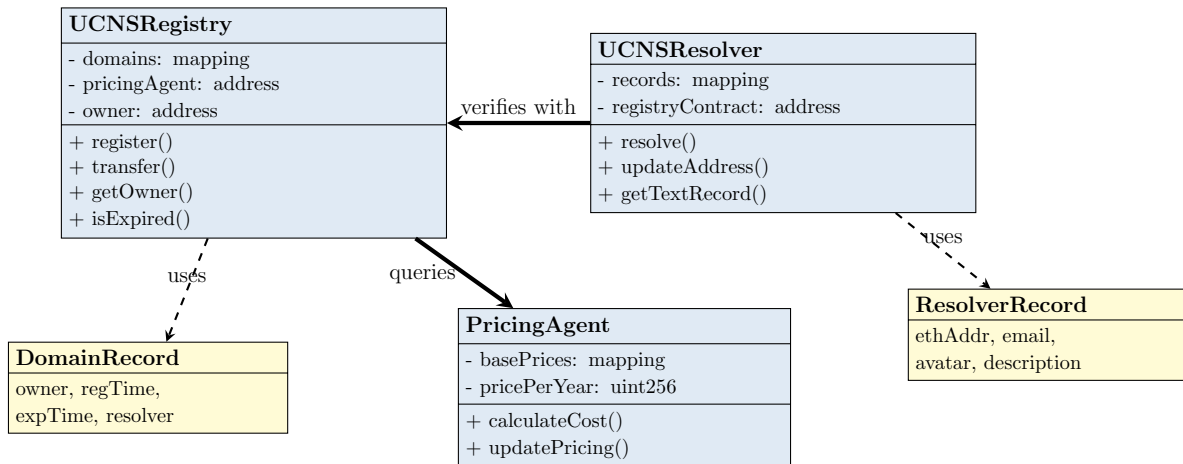 UCNSRegistry
- domains: mapping
- pricingAgent: address
- owner: address
+ register()
+ transfer()
+ getOwner()
+ isExpired()
verifies with
UCNSResolver
- records: mapping
- registryContract: address
+ resolve()
+ updateAddress()
+ getTextRecord()
uses
queries
uses
DomainRecord
owner, regTime,
expTime, resolver
PricingAgent
- basePrices: mapping
- pricePerYear: uint256
+ calculateCost()
+ updatePricing()
ResolverRecord
ethAddr, email,
avatar, description